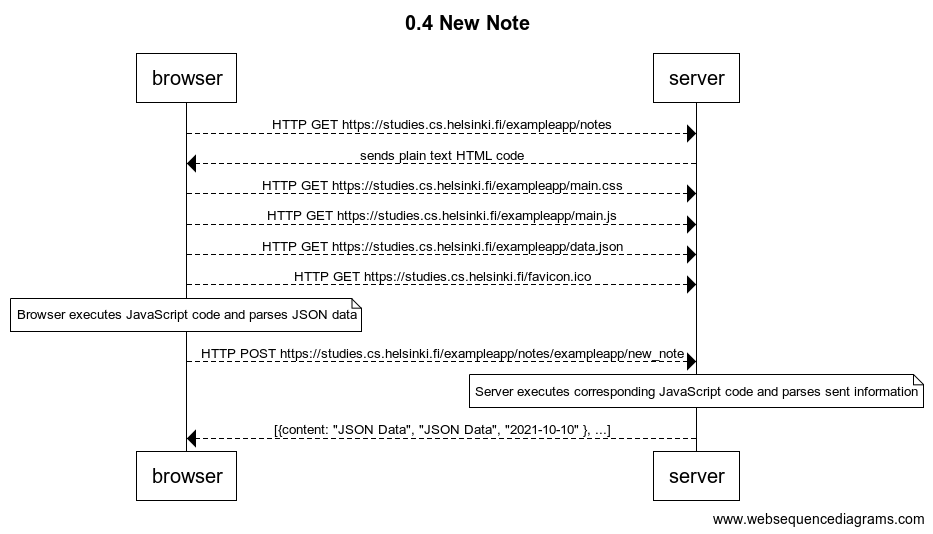 0.4 New Note
browser server
HTTP GET https://studies.cs.helsinki.fi/exampleapp/notes
sends plain text HTML code
HTTP GET https://studies.cs.helsinki.fi/exampleapp/main.css
HTTP GET https://studies.cs.helsinki.fi/exampleapp/main.js
HTTP GET https://studies.cs.helsinki.fi/exampleapp/data.json
HTTP GET https://studies.cs.helsinki.fi/favicon.ico
Browser executes JavaScript code and parses JSON data
HTTP POST https://studies.cs.helsinki.fi/exampleapp/notes/exampleapp/new_note
Server executes corresponding JavaScript code and parses sent information
[{content: "JSON Data", "JSON Data", "2021-10-10" }, ...]
browser server
www.websequencediagrams.com